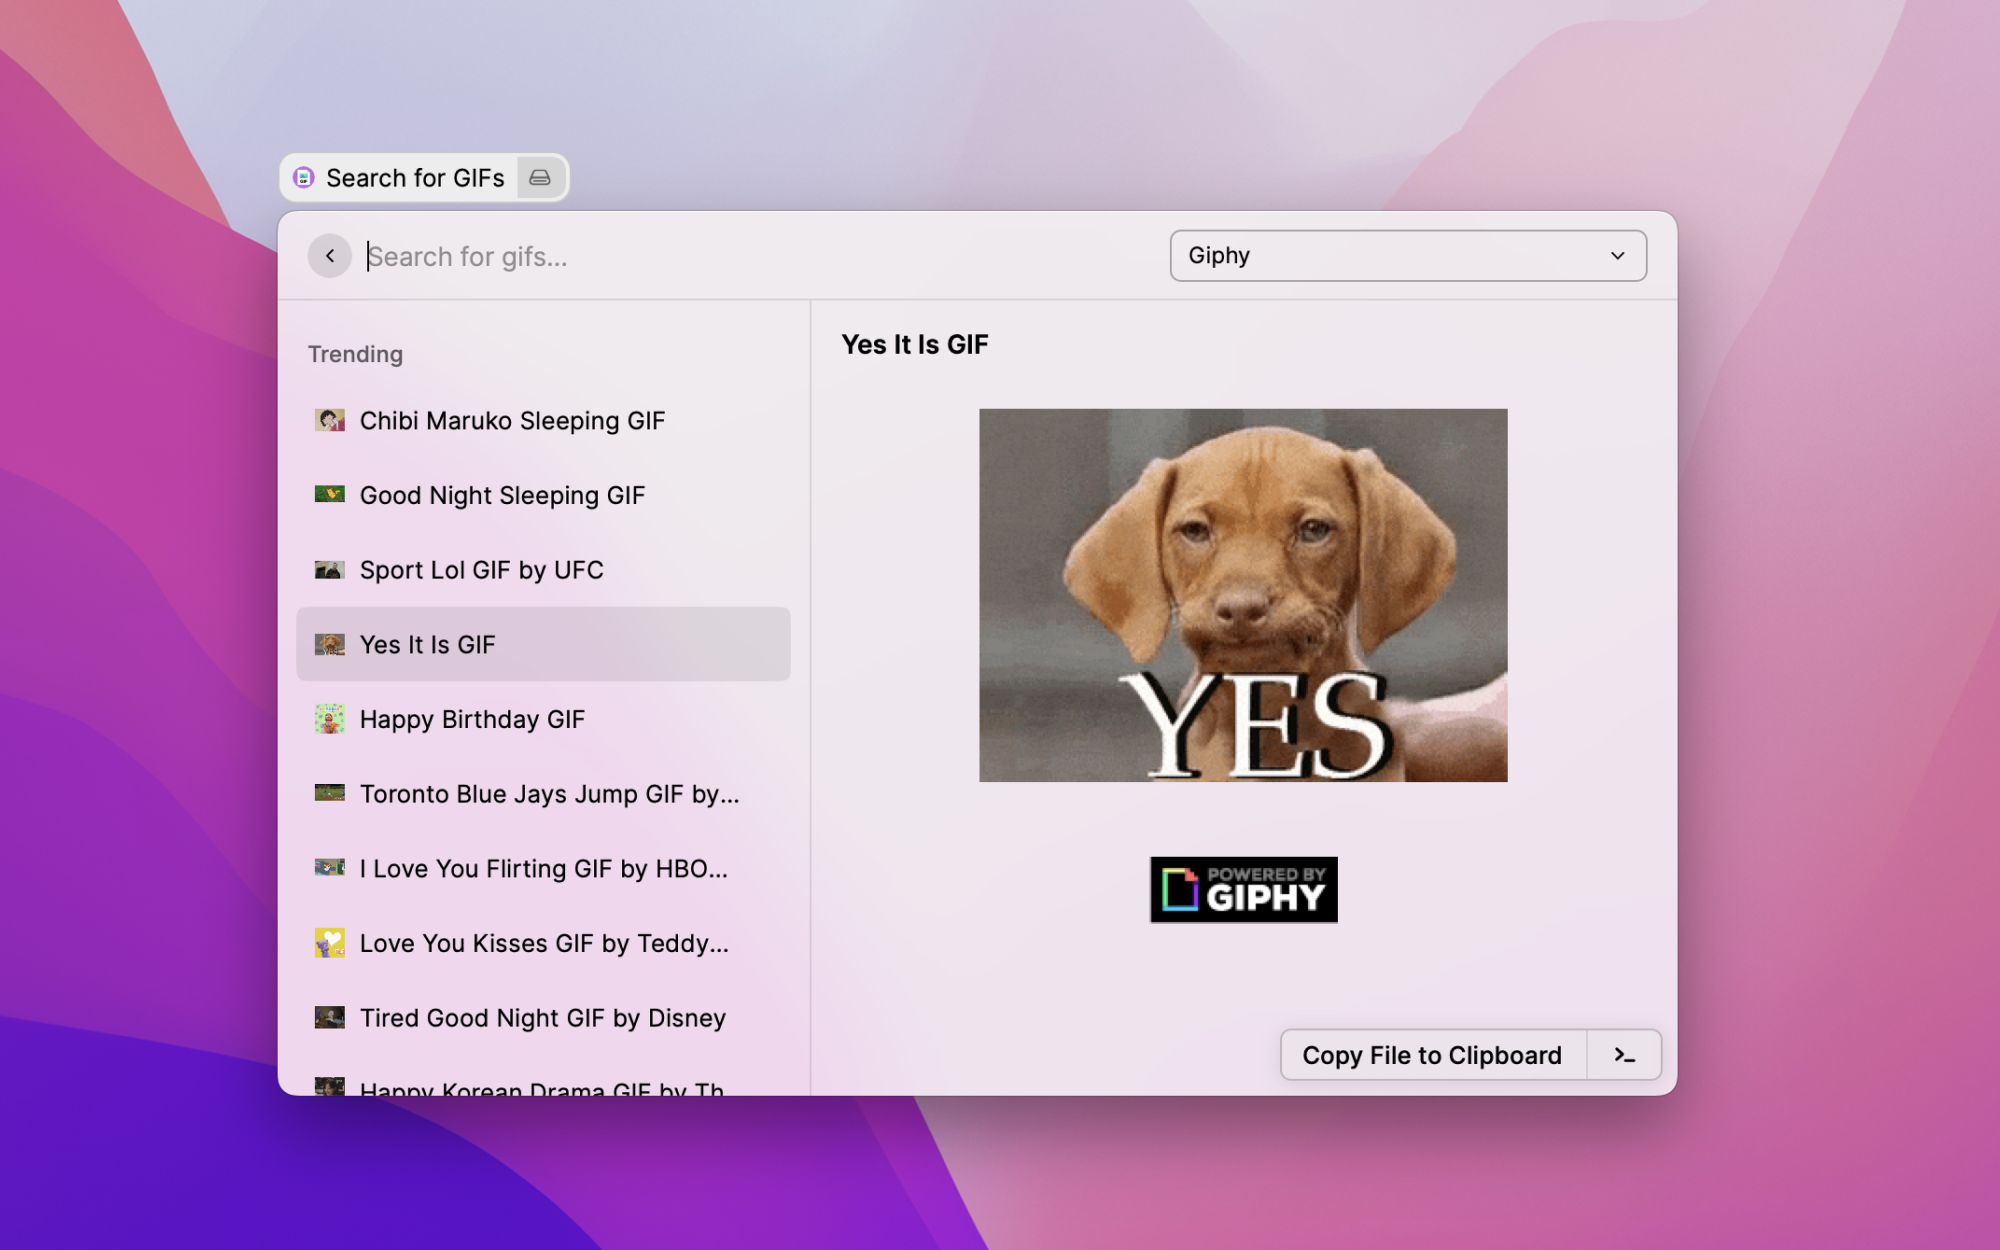 Search for GIFs
Search for gifs...
Giphy
Trending
Chibi Maruko Sleeping GIF
Good Night Sleeping GIF
Sport Lol GIF by UFC
Yes It Is GIF
Happy Birthday GIF
Toronto Blue Jays Jump GIF by...
I Love You Flirting GIF by HBO...
Love You Kisses GIF by Teddy...
Tired Good Night GIF by Disney
Happy Korean Drama GIF by Th
Yes It Is GIF
YES
POWERED BY
GIPHY
Copy File to Clipboard